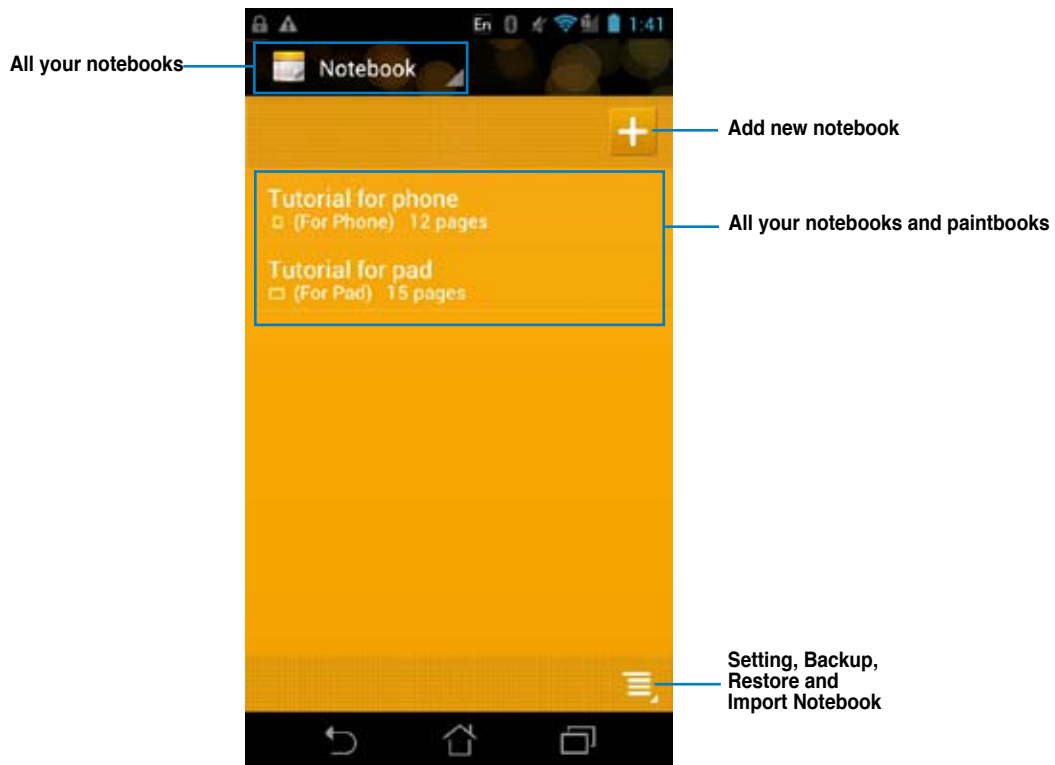 En 1:41
All your notebooks
Notebook
Add new notebook
Tutorial for phone
(For Phone) 12 pages
All your notebooks and paintbooks
Tutorial for pad
(For Pad) 15 pages
Setting, Backup,
Restore and
Import Notebook